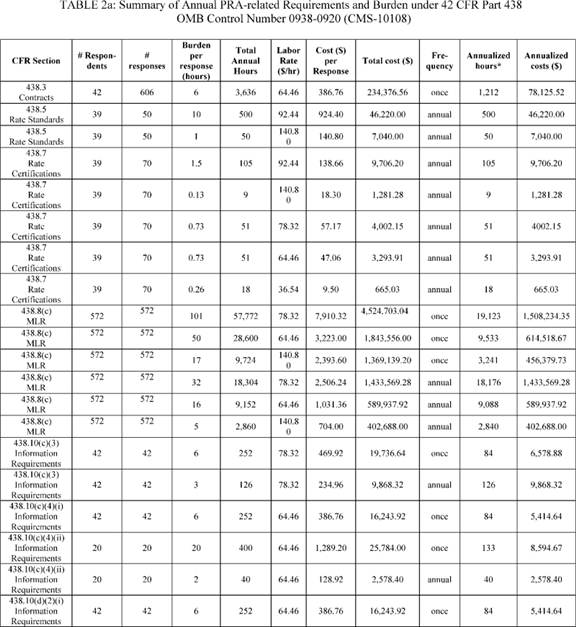 TABLE 2a: Summary of Annual PRA-related Requirements and Burden under 42 CFR Part 438
OMB Control Number 0938-0920 (CMS-10108)
CFR Section | # Respon-dents | # responses | Burden per response (hours) | Total Annual Hours | Labor Rate ($/hr) | Cost ($) per Response | Total cost ($) | Fre-quency | Annualized hours* | Annualized costs ($)
438.3 Contracts | 42 | 606 | 6 | 3,636 | 64.46 | 386.76 | 234,376.56 | once | 1,212 | 78,125.52
438.5 Rate Standards | 39 | 50 | 10 | 500 | 92.44 | 924.40 | 46,220.00 | annual | 500 | 46,220.00
438.5 Rate Standards | 39 | 50 | 1 | 50 | 140.80 | 140.80 | 7,040.00 | annual | 50 | 7,040.00
438.7 Rate Certifications | 39 | 70 | 1.5 | 105 | 92.44 | 138.66 | 9,706.20 | annual | 105 | 9,706.20
438.7 Rate Certifications | 39 | 70 | 0.13 | 9 | 140.80 | 18.30 | 1,281.28 | annual | 9 | 1,281.28
438.7 Rate Certifications | 39 | 70 | 0.73 | 51 | 78.32 | 57.17 | 4,002.15 | annual | 51 | 4002.15
438.7 Rate Certifications | 39 | 70 | 0.73 | 51 | 64.46 | 47.06 | 3,293.91 | annual | 51 | 3,293.91
438.7 Rate Certifications | 39 | 70 | 0.26 | 18 | 36.54 | 9.50 | 665.03 | annual | 18 | 665.03
438.8(c) MLR | 572 | 572 | 101 | 57,772 | 78.32 | 7,910.32 | 4,524,703.04 | once | 19,123 | 1,508,234.35
438.8(c) MLR | 572 | 572 | 50 | 28,600 | 64.46 | 3,223.00 | 1,843,556.00 | once | 9,533 | 614,518.67
438.8(c) MLR | 572 | 572 | 17 | 9,724 | 140.80 | 2,393.60 | 1,369,139.20 | once | 3,241 | 456,379.73
438.8(c) MLR | 572 | 572 | 32 | 18,304 | 78.32 | 2,506.24 | 1,433,569.28 | annual | 18,176 | 1,433,569.28
438.8(c) MLR | 572 | 572 | 16 | 9,152 | 64.46 | 1,031.36 | 589,937.92 | annual | 9,088 | 589,937.92
438.8(c) MLR | 572 | 572 | 5 | 2,860 | 140.80 | 704.00 | 402,688.00 | annual | 2,840 | 402,688.00
438.10(c)(3) Information Requirements | 42 | 42 | 6 | 252 | 78.32 | 469.92 | 19,736.64 | once | 84 | 6,578.88
438.10(c)(3) Information Requirements | 42 | 42 | 3 | 126 | 78.32 | 234.96 | 9,868.32 | annual | 126 | 9,868.32
438.10(c)(4)(i) Information Requirements | 42 | 42 | 6 | 252 | 64.46 | 386.76 | 16,243.92 | once | 84 | 5,414.64
438.10(c)(4)(ii) Information Requirements | 20 | 20 | 20 | 400 | 64.46 | 1,289.20 | 25,784.00 | once | 133 | 8,594.67
438.10(c)(4)(ii) Information Requirements | 20 | 20 | 2 | 40 | 64.46 | 128.92 | 2,578.40 | annual | 40 | 2,578.40
438.10(d)(2)(i) Information Requirements | 42 | 42 | 6 | 252 | 64.46 | 386.76 | 16,243.92 | once | 84 | 5,414.64